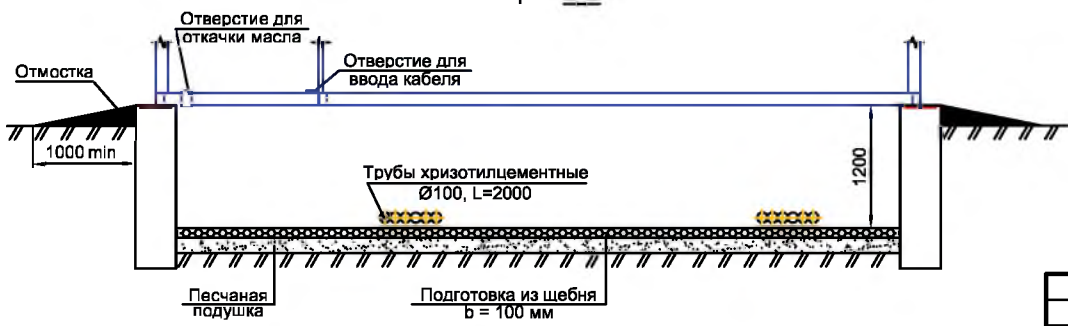 Отверстие для
откачки масла
Отверстие для
ввода кабеля
Отмостка
1000 min
1200
Трубы хризотилцементные
Ø100, L=2000
Песчаная
подушка
Подготовка из щебня
b = 100 мм